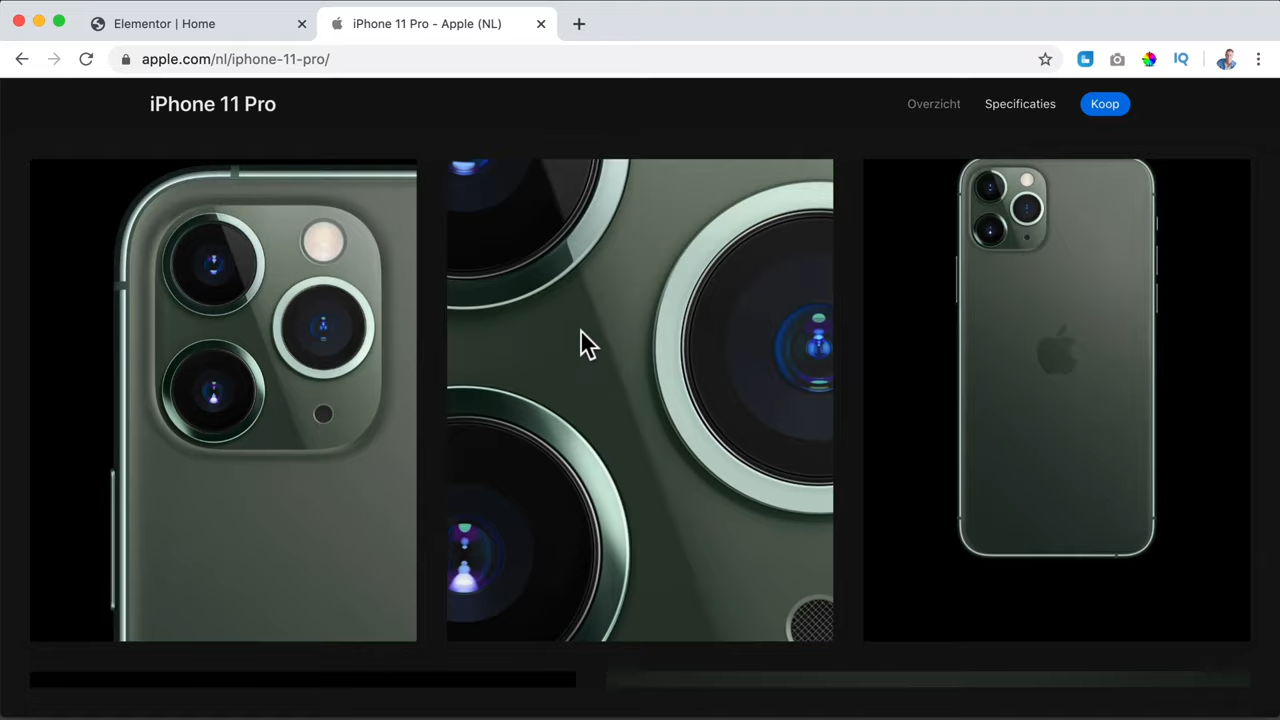 Elementor | Home
iPhone 11 Pro - Apple (NL)
apple.com/nl/iphone-11-pro/
IQ
iPhone 11 Pro
Overzicht
Specificaties
Koop